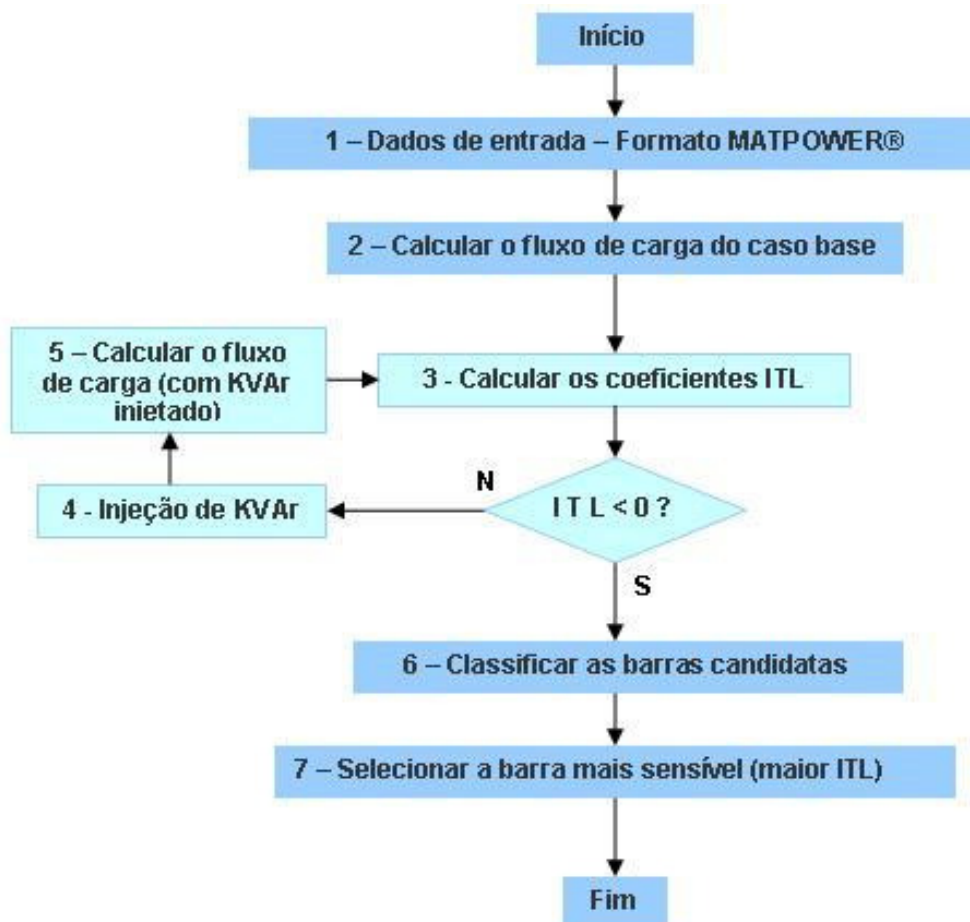 Início
1 – Dados de entrada – Formato MATPOWER®
2 – Calcular o fluxo de carga do caso base
5 – Calcular o fluxo
de carga (com KVAr
inietado)
3 - Calcular os coeficientes ITL
4 - Injeção de KVAr
N
I T L < 0 ?
S
6 – Classificar as barras candidatas
7 – Selecionar a barra mais sensível (maior ITL)
Fim